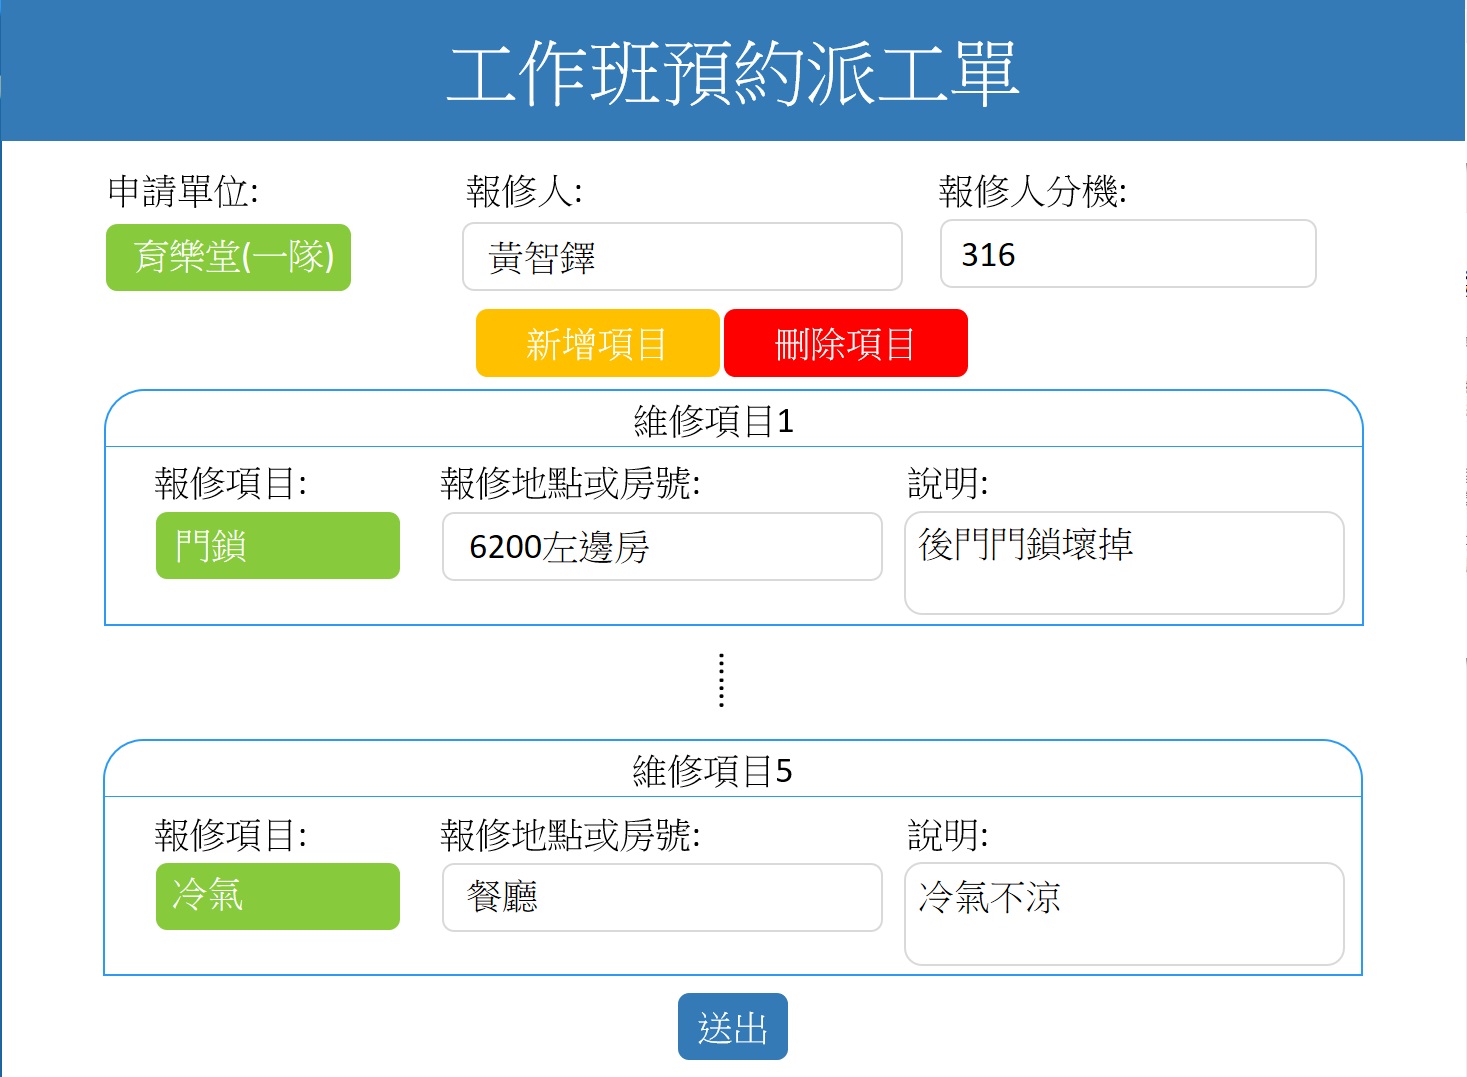 工作班預約派工單
申請單位: 報修人: 報修人分機:
育樂堂(一隊) 黃智鐸 316
新增項目 刪除項目
維修項目1
報修項目: 報修地點或房號: 說明:
門鎖 6200左邊房 後門門鎖壞掉
維修項目5
報修項目: 報修地點或房號: 說明:
冷氣 餐廳 冷氣不涼
送出